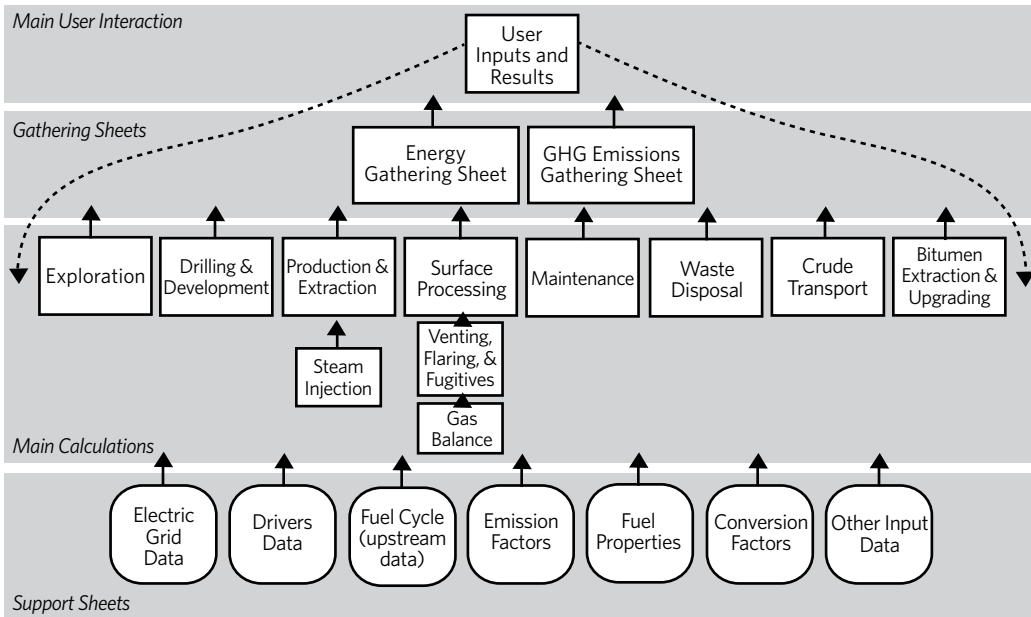 Main User Interaction
User
Inputs and
Results
Gathering Sheets
Energy
Gathering Sheet
GHG Emissions
Gathering Sheet
Exploration
Drilling &
Development
Production &
Extraction
Surface
Processing
Maintenance
Waste
Disposal
Crude
Transport
Bitumen
Extraction &
Upgrading
Steam
Injection
Venting,
Flaring, &
Fugitives
Gas
Balance
Main Calculations
Electric
Grid
Data
Drivers
Data
Fuel Cycle
(upstream
data)
Emission
Factors
Fuel
Properties
Conversion
Factors
Other Input
Data
Support Sheets